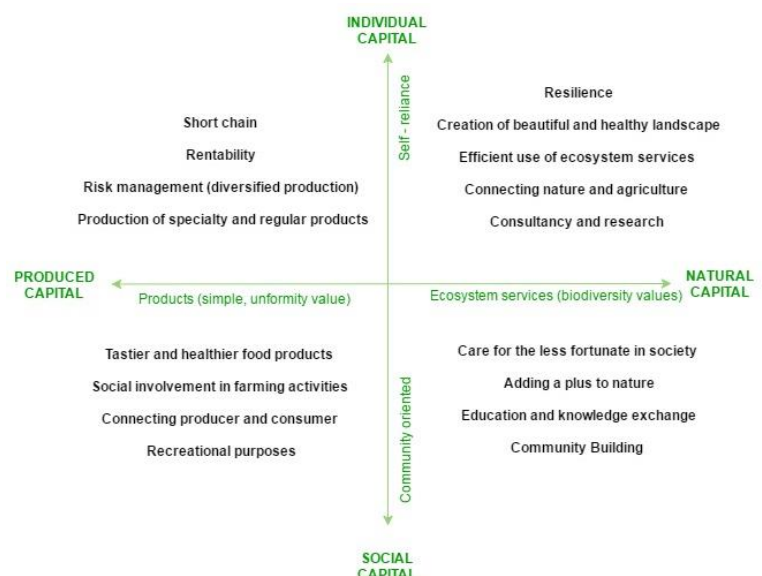 INDIVIDUAL
CAPITAL
Self - reliance
Short chain
Rentability
Risk management (diversified production)
Production of specialty and regular products
Resilience
Creation of beautiful and healthy landscape
Efficient use of ecosystem services
Connecting nature and agriculture
Consultancy and research
PRODUCED
CAPITAL
Products (simple, unformity value)
Ecosystem services (biodiversity values)
NATURAL
CAPITAL
Tastier and healthier food products
Social involvement in farming activities
Connecting producer and consumer
Recreational purposes
Community oriented
Care for the less fortunate in society
Adding a plus to nature
Education and knowledge exchange
Community Building
SOCIAL
CAPITAL